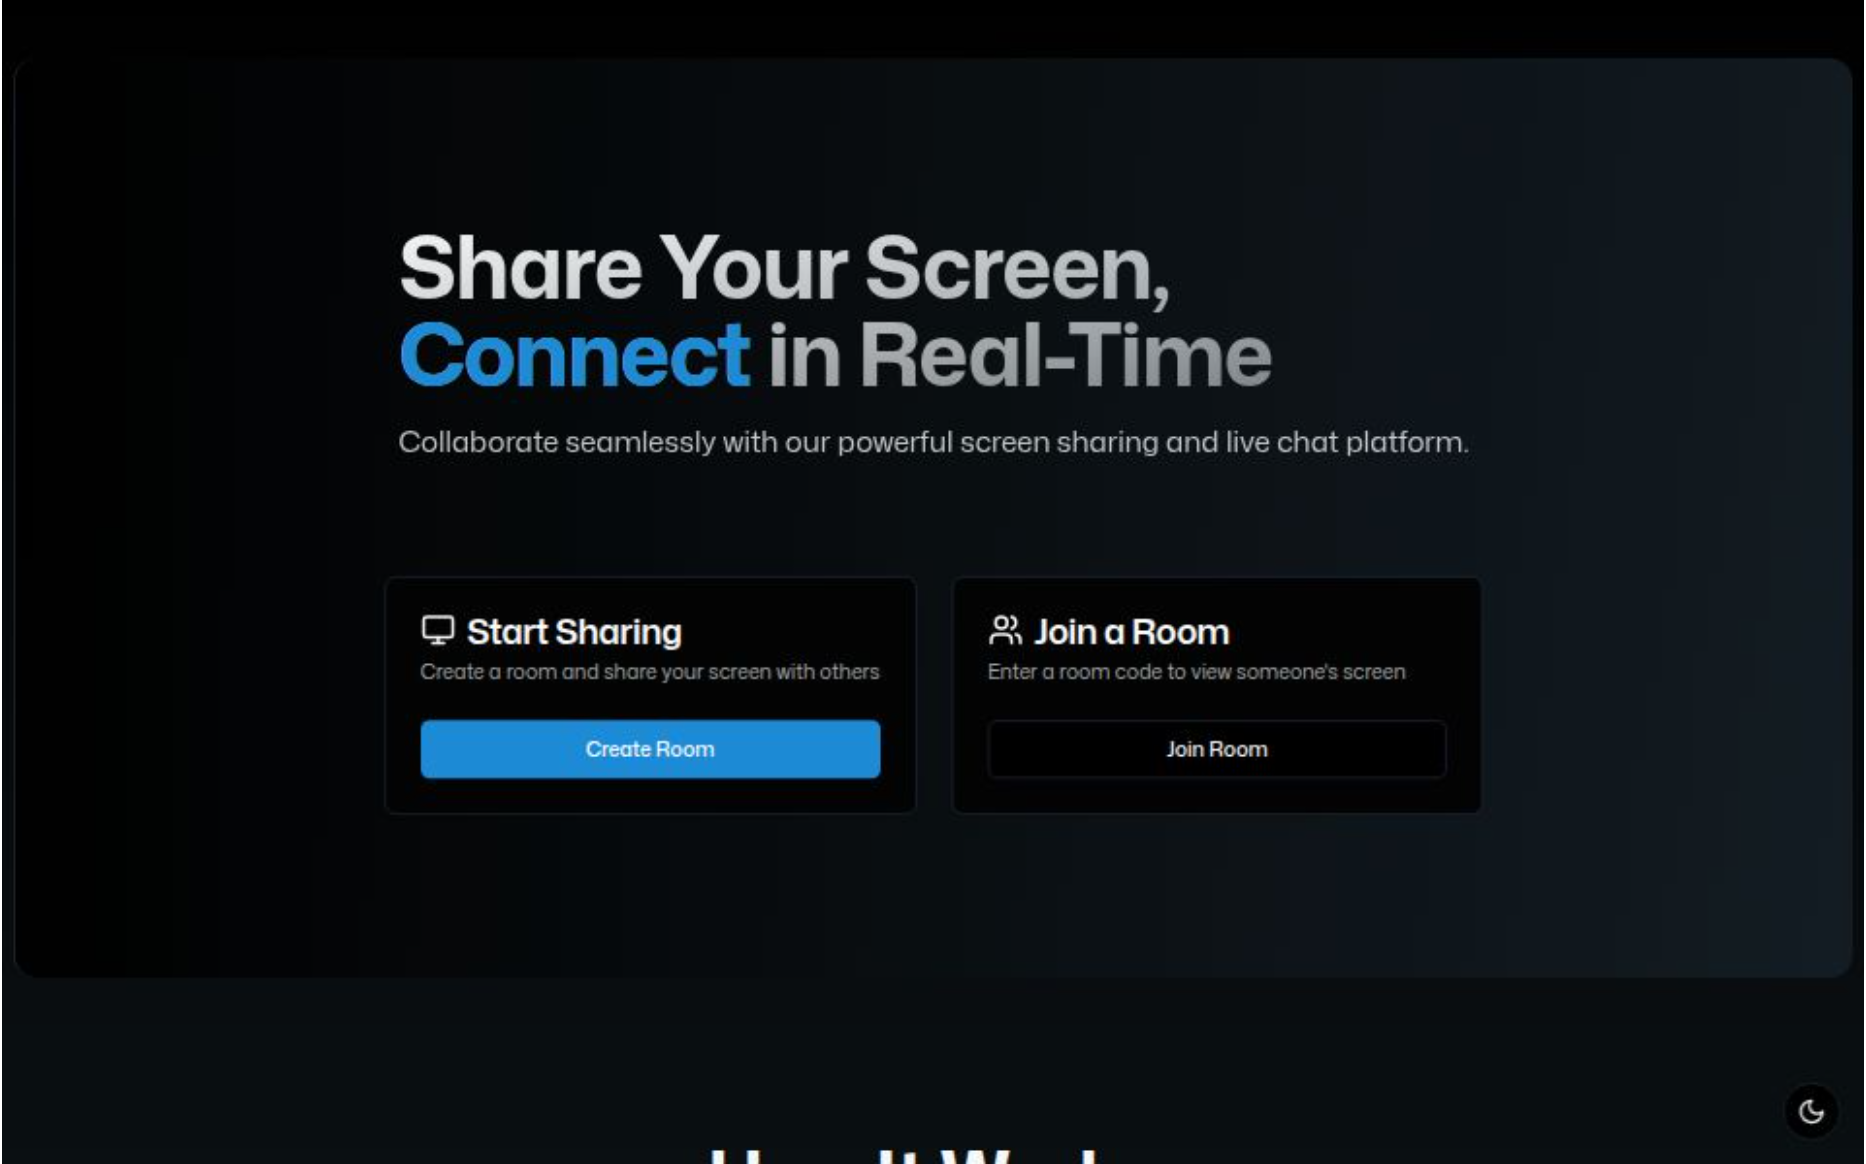 Share Your Screen,
Connect in Real-Time
Collaborate seamlessly with our powerful screen sharing and live chat platform.
Start Sharing
Create a room and share your screen with others
Create Room
Join a Room
Enter a room code to view someone's screen
Join Room